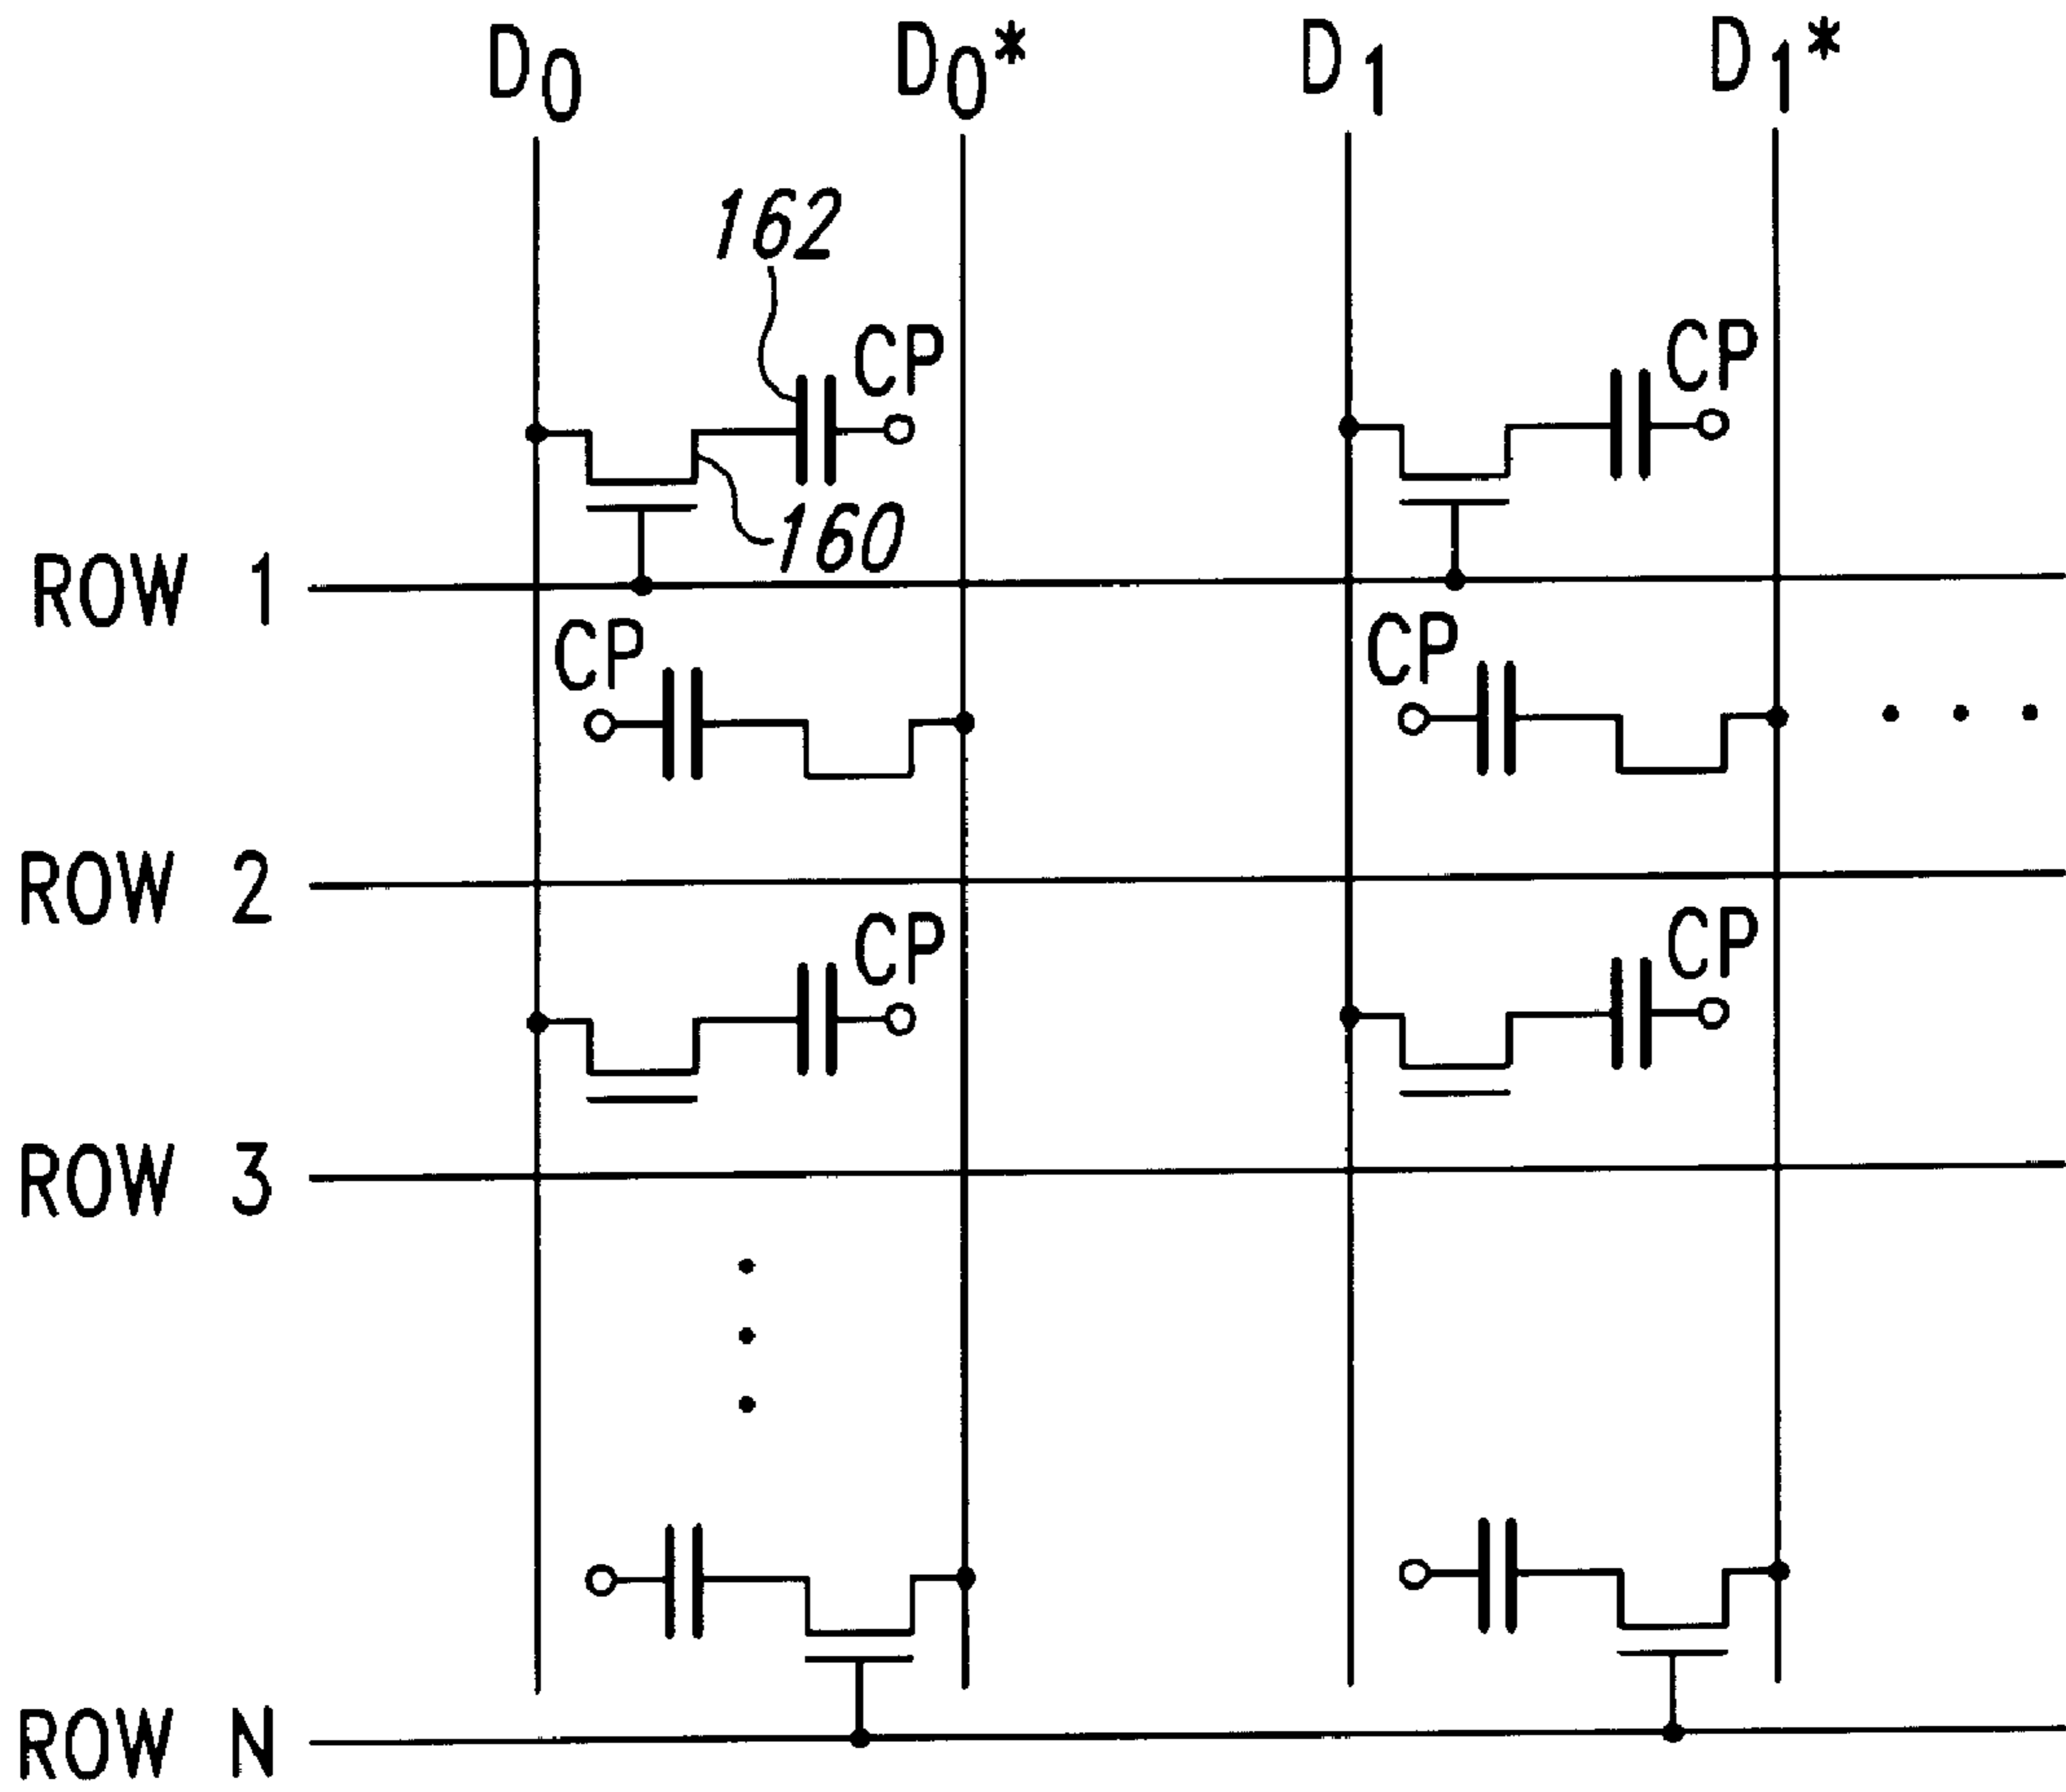 D0 D0* D1 D1*
162
CP CP
160
ROW 1
CP CP
ROW 2
CP CP
ROW 3
ROW N